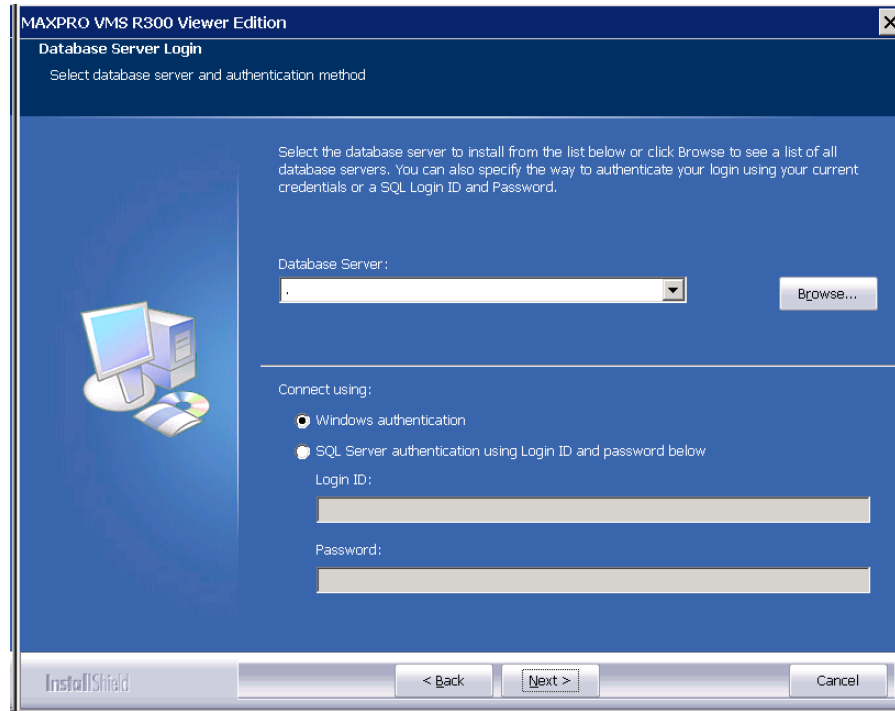 MAXPRO VMS R300 Viewer Edition
Database Server Login
Select database server and authentication method
Select the database server to install from the list below or click Browse to see a list of all
database servers. You can also specify the way to authenticate your login using your current
credentials or a SQL Login ID and Password.
Database Server:
.
Browse...
Connect using:
Windows authentication
SQL Server authentication using Login ID and password below
Login ID:
Password:
InstallShield
< Back
Next >
Cancel